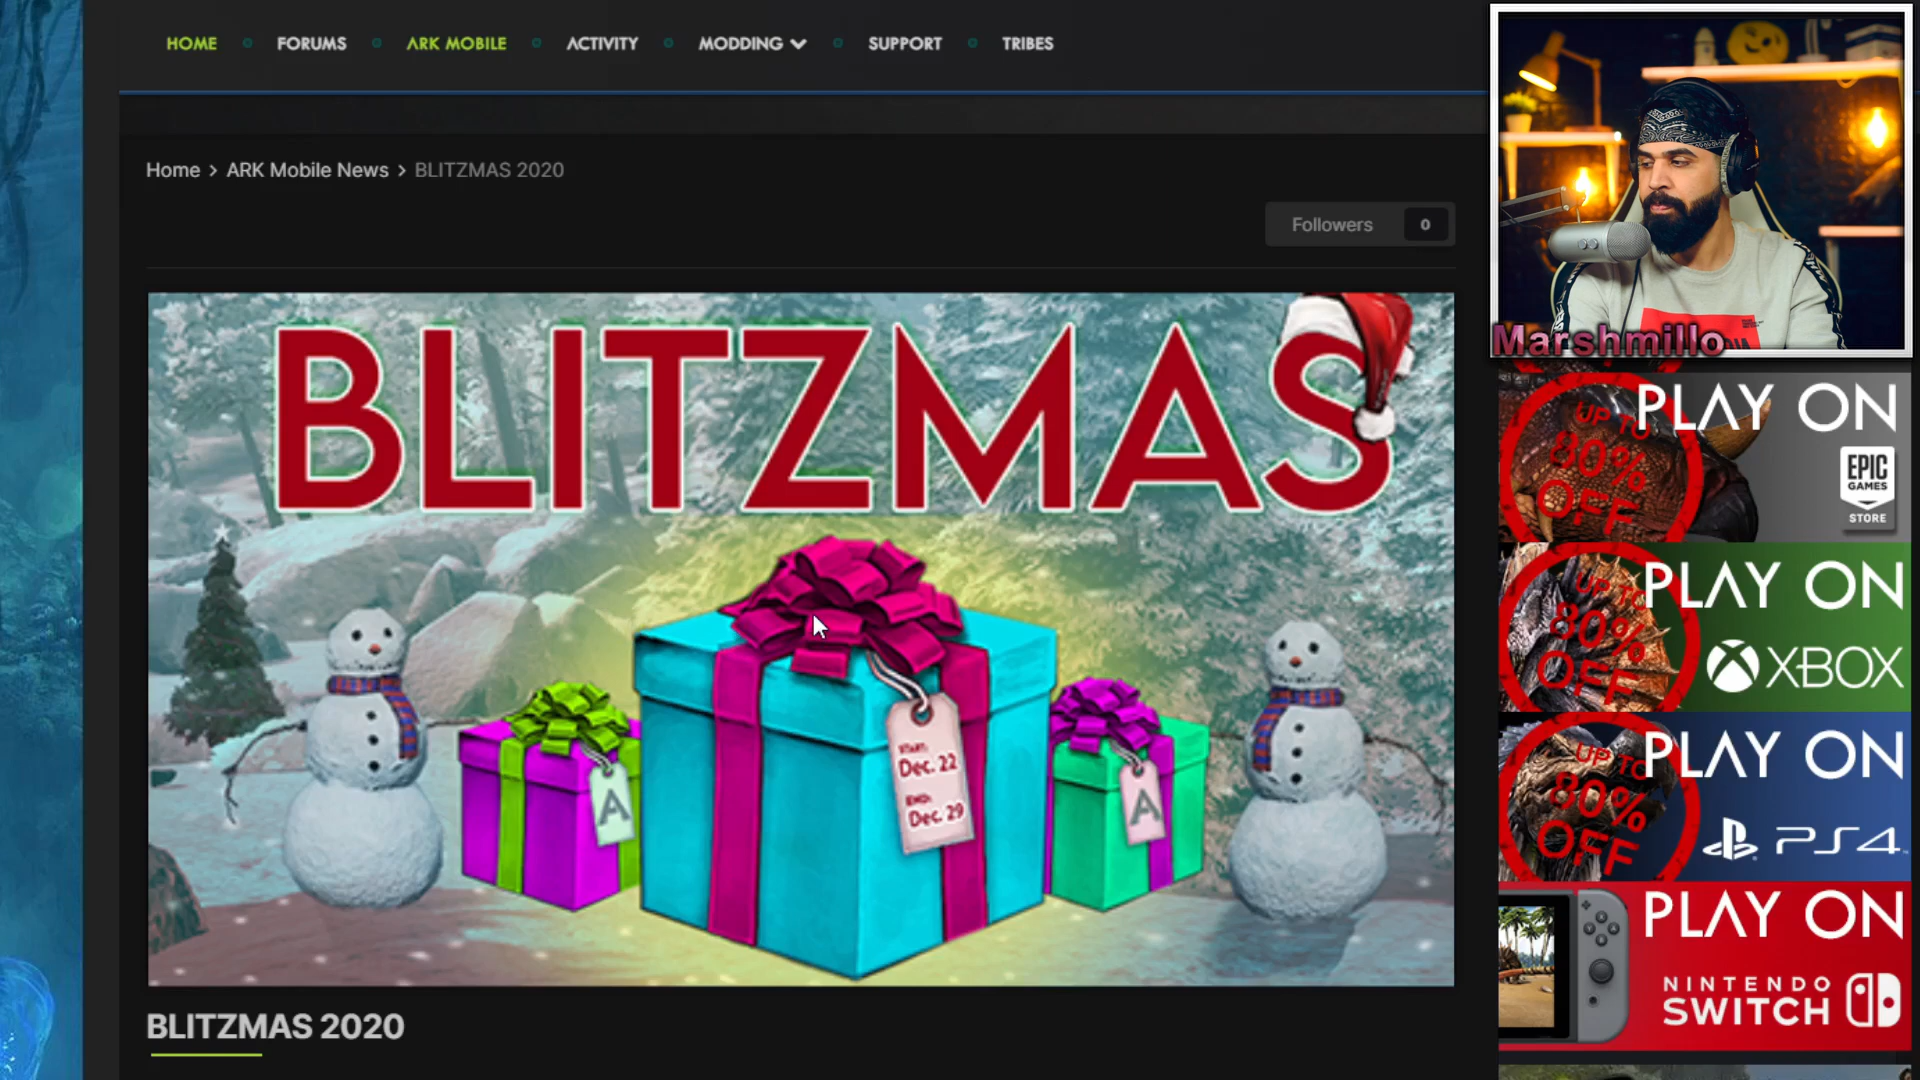 HOME FORUMS ARK MOBILE ACTIVITY MODDING SUPPORT TRIBES
Home > ARK Mobile News > BLITZMAS 2020
Followers 0
BLITZMAS
START:
Dec. 22
END:
Dec. 29
A
A
BLITZMAS 2020
Marshmillo
UP TO
80%
OFF
PLAY ON
EPIC
GAMES
STORE
UP TO
80%
OFF
PLAY ON
XBOX
UP TO
80%
OFF
PLAY ON
PS4
PLAY ON
NINTENDO
SWITCH